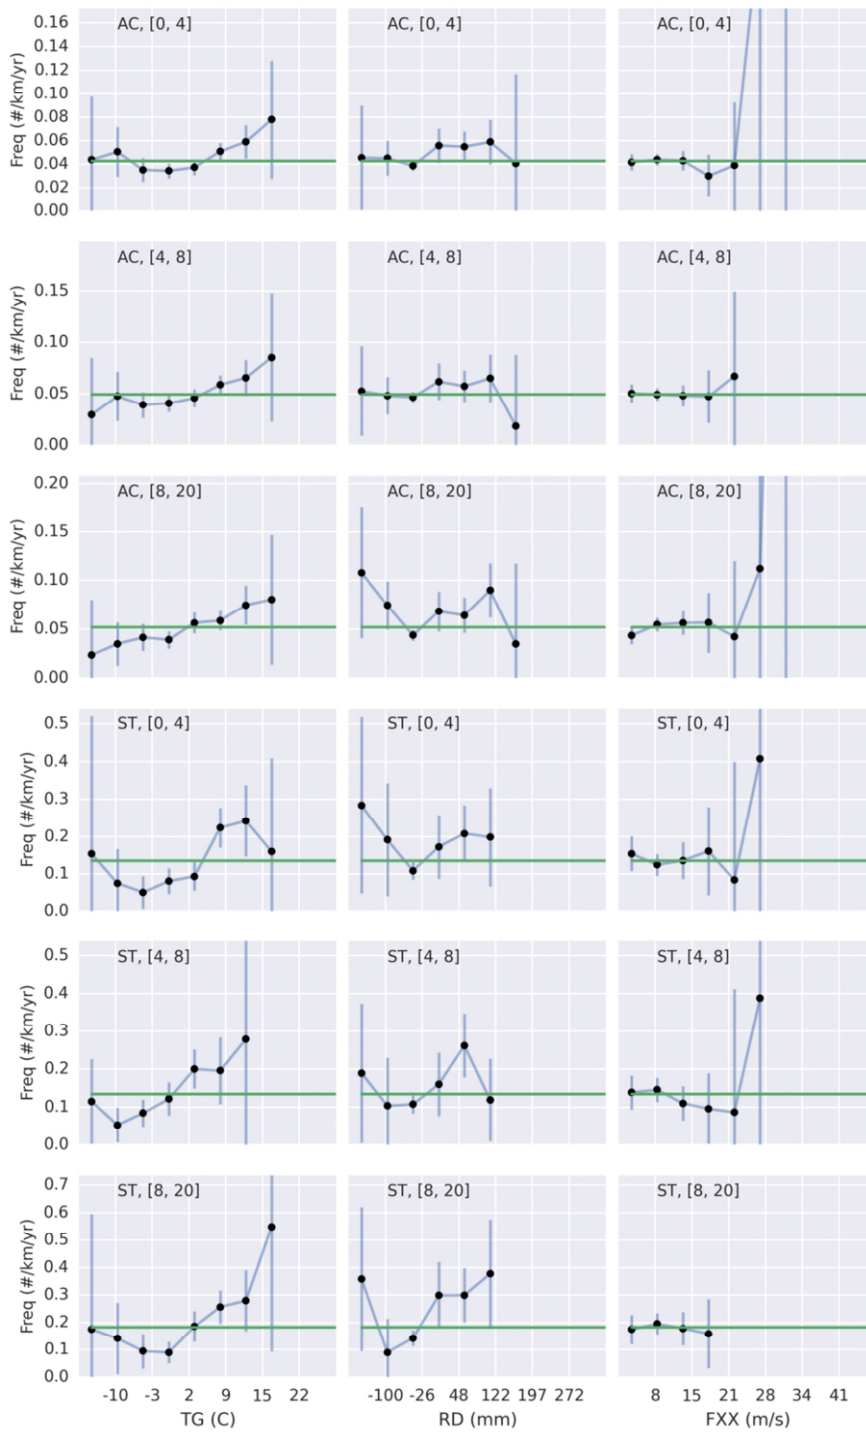 AC, [0, 4] AC, [0, 4] AC, [0, 4]
0.16
0.14
0.12
0.10
0.08
0.06
0.04
0.02
0.00
Freq (#/km/yr)
AC, [4, 8] AC, [4, 8] AC, [4, 8]
0.15
0.10
0.05
0.00
Freq (#/km/yr)
AC, [8, 20] AC, [8, 20] AC, [8, 20]
0.20
0.15
0.10
0.05
0.00
Freq (#/km/yr)
ST, [0, 4] ST, [0, 4] ST, [0, 4]
0.5
0.4
0.3
0.2
0.1
0.0
Freq (#/km/yr)
ST, [4, 8] ST, [4, 8] ST, [4, 8]
0.5
0.4
0.3
0.2
0.1
0.0
Freq (#/km/yr)
ST, [8, 20] ST, [8, 20] ST, [8, 20]
0.7
0.6
0.5
0.4
0.3
0.2
0.1
0.0
Freq (#/km/yr)
-10 -3 2 9 15 22 -100 -26 48 122 197 272 8 15 21 28 34 41
TG (C) RD (mm) FXX (m/s)